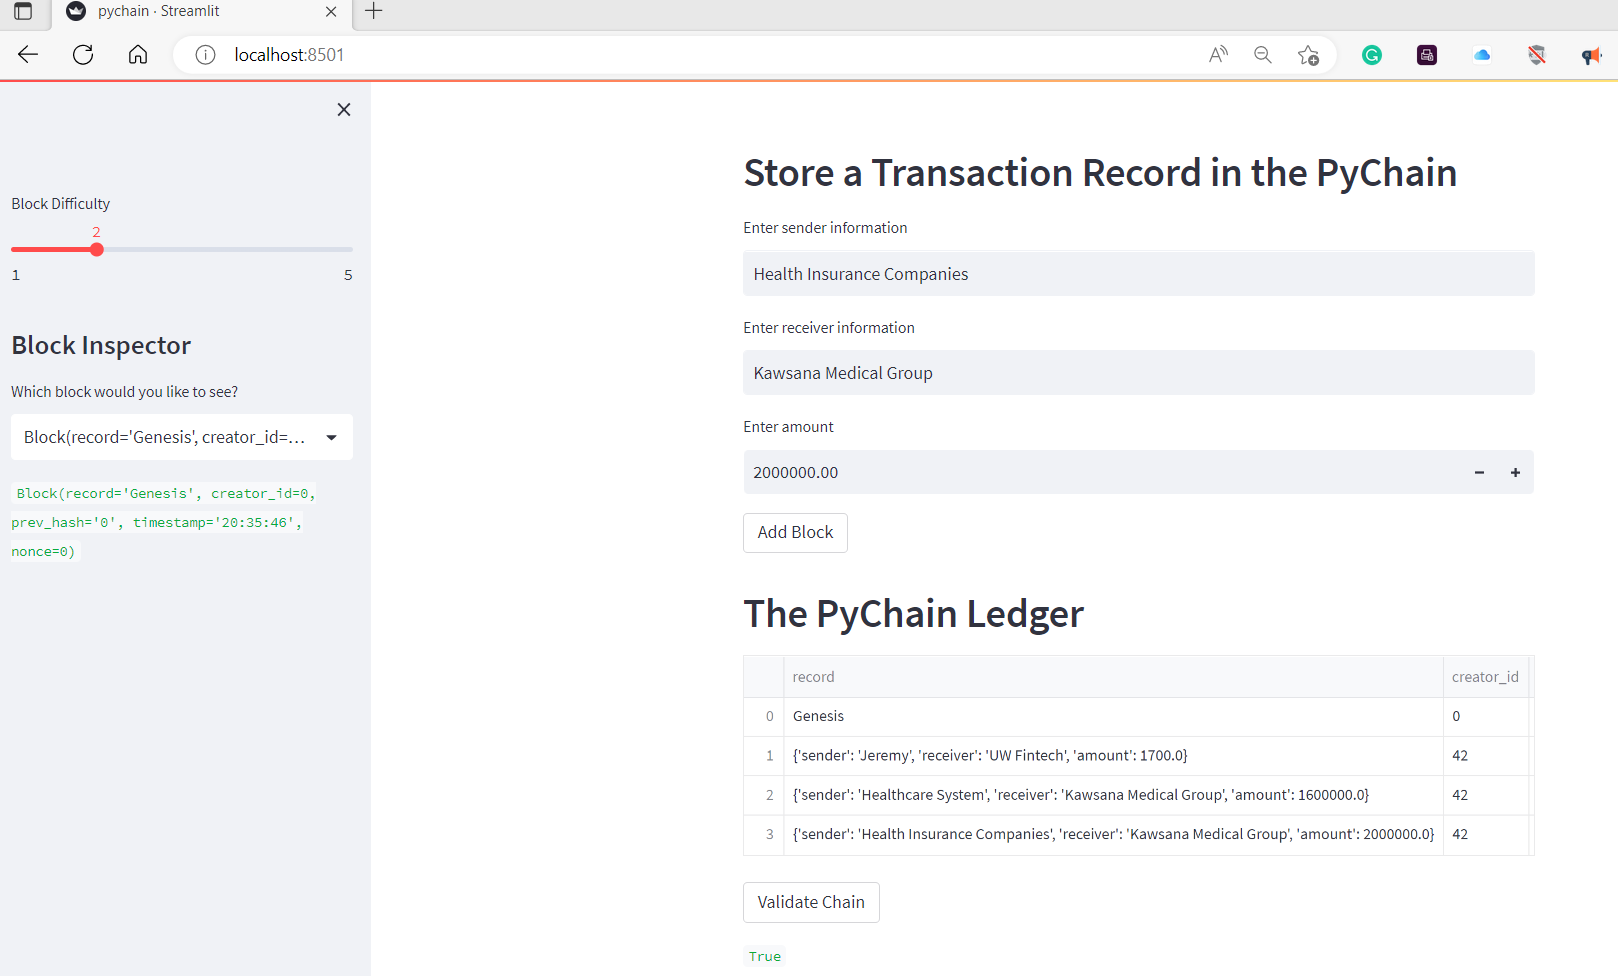 pychain · Streamlit
localhost:8501
Block Difficulty
2
1 5
Block Inspector
Which block would you like to see?
Block(record='Genesis', creator_id=...
Block(record='Genesis', creator_id=0,
prev_hash='0', timestamp='20:35:46',
nonce=0)
Store a Transaction Record in the PyChain
Enter sender information
Health Insurance Companies
Enter receiver information
Kawsana Medical Group
Enter amount
2000000.00
Add Block
The PyChain Ledger
record creator_id
0 Genesis 0
1 {'sender': 'Jeremy', 'receiver': 'UW Fintech', 'amount': 1700.0} 42
2 {'sender': 'Healthcare System', 'receiver': 'Kawsana Medical Group', 'amount': 1600000.0} 42
3 {'sender': 'Health Insurance Companies', 'receiver': 'Kawsana Medical Group', 'amount': 2000000.0} 42
Validate Chain
True